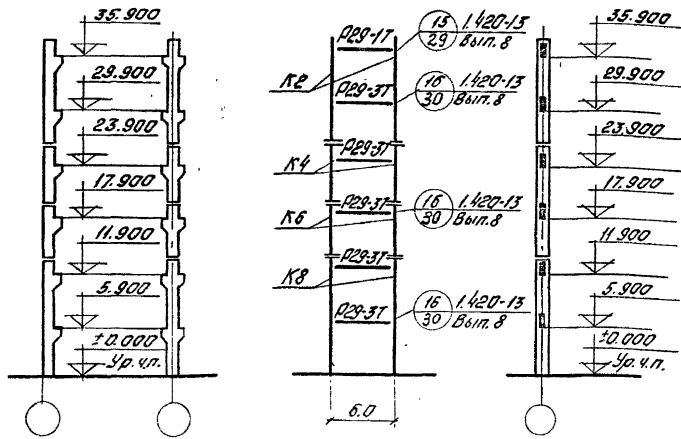 35.900
29.900
23.900
17.900
11.900
5.900
±0.000
Ур.ч.п.
Р29-1Т
15
29
1.420-13
Вып. 8
К2
Р29-3Т
16
30
1.420-13
Вып. 8
К4
Р29-3Т
К6
Р29-3Т
16
30
1.420-13
Вып. 8
К8
Р29-3Т
Р29-3Т
16
30
1.420-13
Вып. 8
6.0
35.900
29.900
23.900
17.900
11.900
5.900
±0.000
Ур.ч.п.